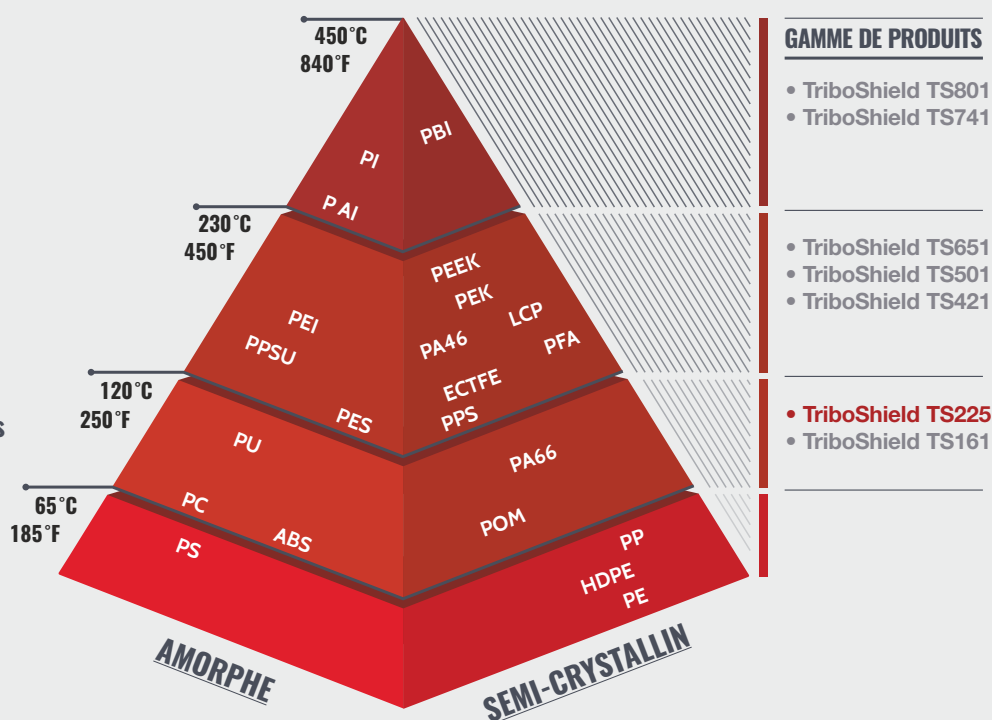 450°C
840°F
PBI
PI
P AI
230°C
450°F
PEEK
PEK
LCP
PEI
PPSU
PA46
PFA
ECTFE
PPS
PES
120°C
250°F
S
PU
PA66
PC
ABS
POM
65°C
185°F
PS
PP
HDPE
PE
AMORPHE
SEMI-CRYSTALLIN
GAMME DE PRODUITS
• TriboShield TS801
• TriboShield TS741
• TriboShield TS651
• TriboShield TS501
• TriboShield TS421
• TriboShield TS225
• TriboShield TS161